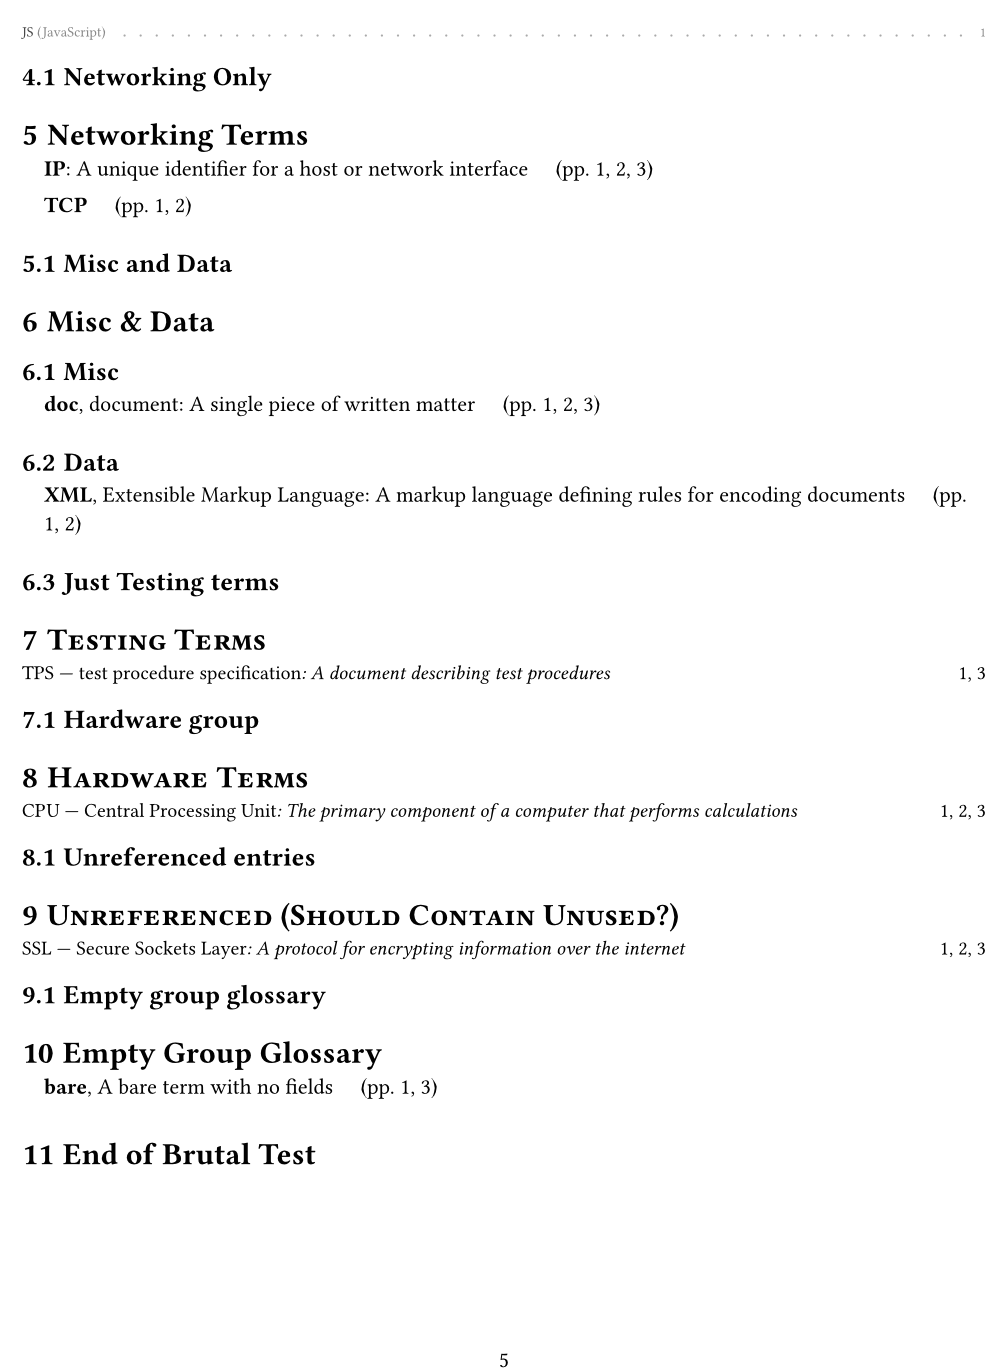 JS (JavaScript) . . . . . . . . . . . . . . . . . . . . . . . . . . . . . . . . . . . . . . . . . . . . . . . . . . . . . 1
4.1 Networking Only
5 Networking Terms
IP: A unique identifier for a host or network interface (pp. 1, 2, 3)
TCP (pp. 1, 2)
5.1 Misc and Data
6 Misc & Data
6.1 Misc
doc, document: A single piece of written matter (pp. 1, 2, 3)
6.2 Data
XML, Extensible Markup Language: A markup language defining rules for encoding documents (pp.
1, 2)
6.3 Just Testing terms
7 Testing Terms
TPS — test procedure specification: A document describing test procedures 1, 3
7.1 Hardware group
8 Hardware Terms
CPU — Central Processing Unit: The primary component of a computer that performs calculations 1, 2, 3
8.1 Unreferenced entries
9 Unreferenced (Should Contain Unused?)
SSL — Secure Sockets Layer: A protocol for encrypting information over the internet 1, 2, 3
9.1 Empty group glossary
10 Empty Group Glossary
bare, A bare term with no fields (pp. 1, 3)
11 End of Brutal Test
5